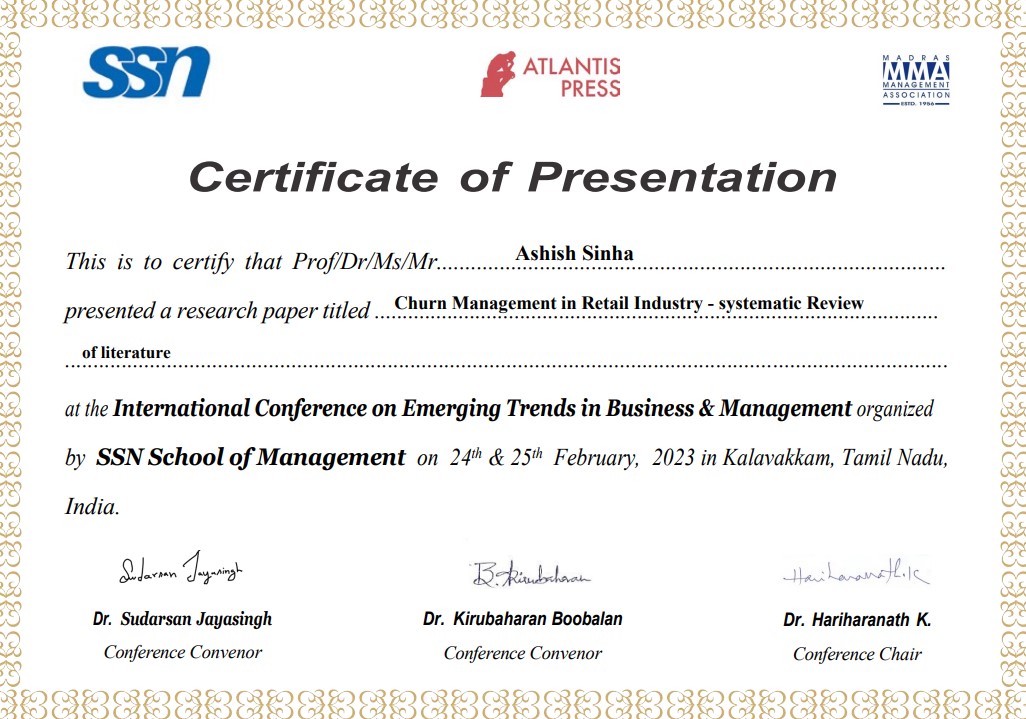 SSN
ATLANTIS
PRESS
MADRAS
MMA
MANAGEMENT
ASSOCIATION
ESTD. 1956
Certificate of Presentation
This is to certify that Prof/Dr/Ms/Mr....Ashish Sinha....
presented a research paper titled ....Churn Management in Retail Industry - systematic Review....
of literature
at the International Conference on Emerging Trends in Business & Management organized
by SSN School of Management on 24th & 25th February, 2023 in Kalavakkam, Tamil Nadu,
India.
Sudarsan Jayasingh
B. Kirubaharan
Hariharanath.K
Dr. Sudarsan Jayasingh
Dr. Kirubaharan Boobalan
Dr. Hariharanath K.
Conference Convenor
Conference Convenor
Conference Chair